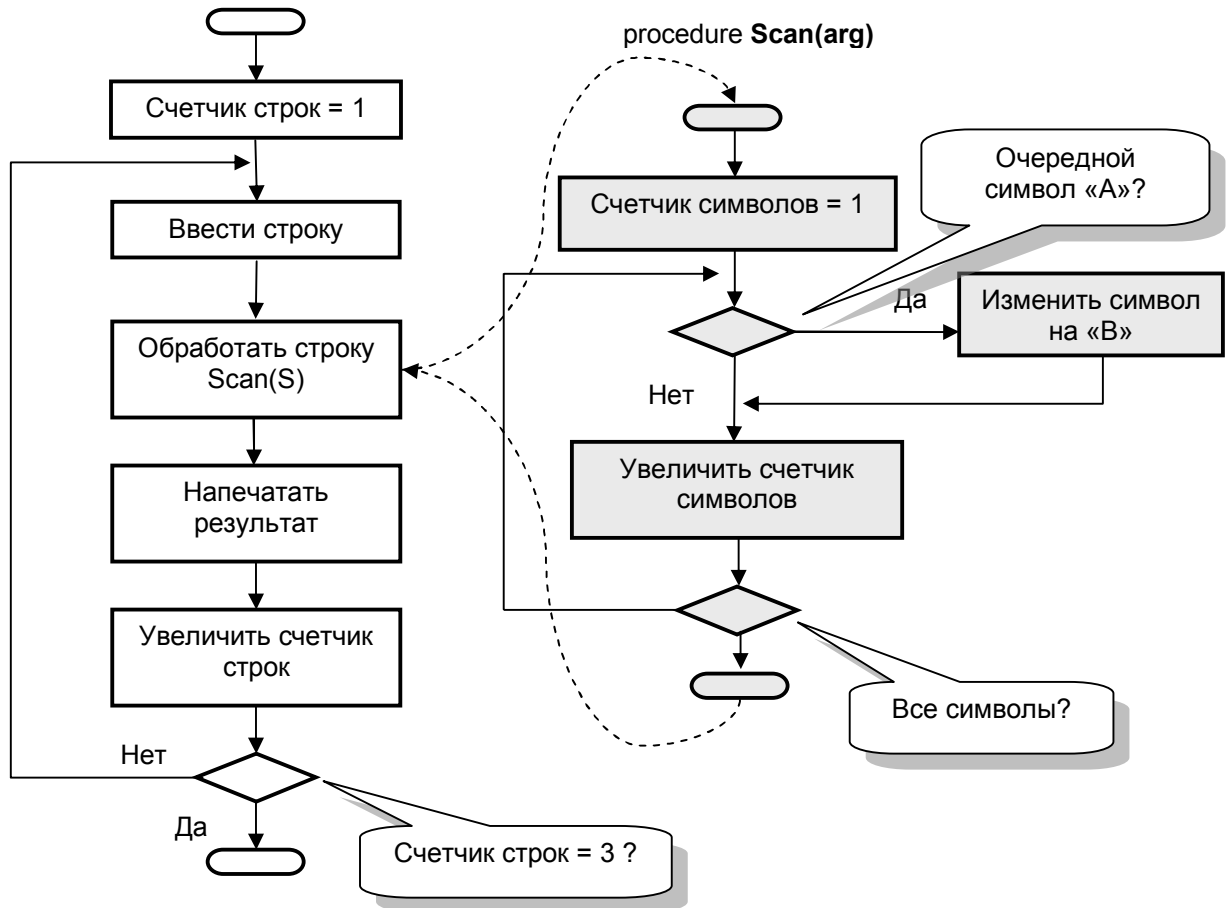 procedure Scan(arg)
Счетчик строк = 1
Ввести строку
Обработать строку
Scan(S)
Напечатать
результат
Увеличить счетчик
строк
Нет
Да
Счетчик строк = 3 ?
Счетчик символов = 1
Очередной
символ «А»?
Да
Изменить символ
на «В»
Нет
Увеличить счетчик
символов
Все символы?